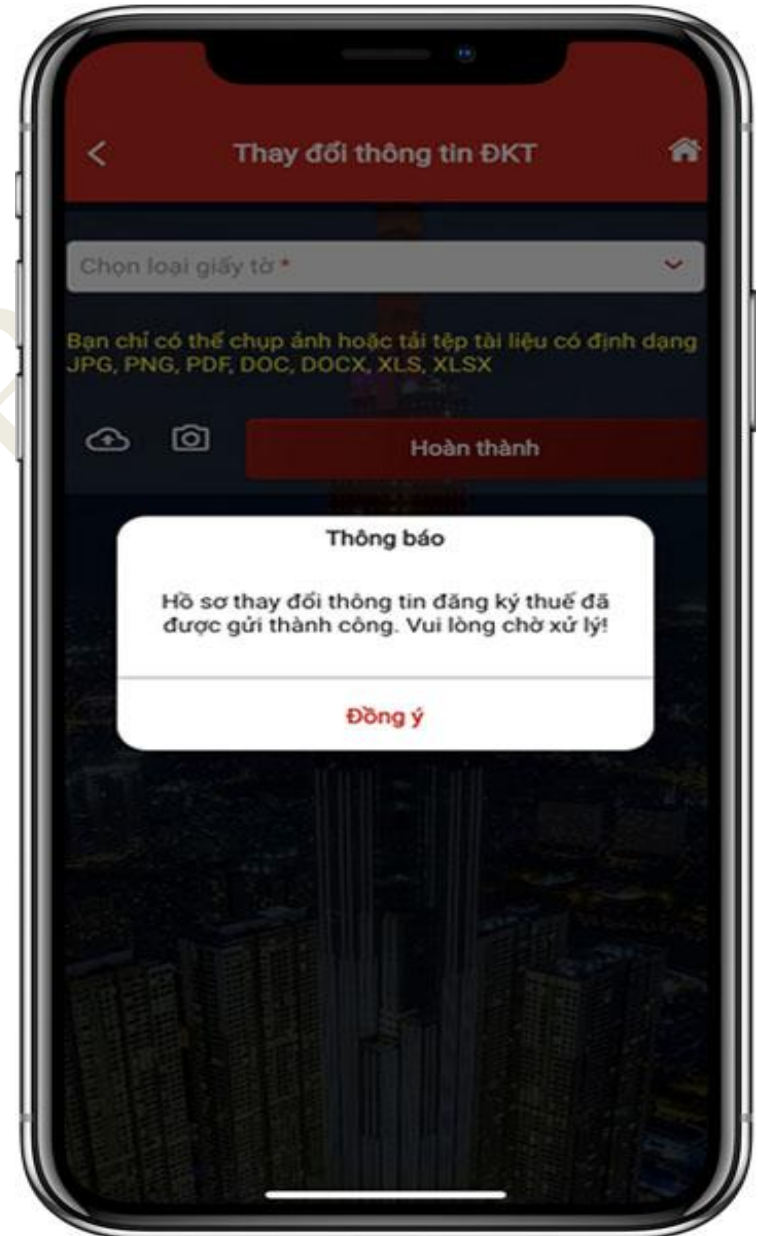 Thay đổi thông tin ĐKT
Chọn loại giấy tờ *
Bạn chỉ có thể chụp ảnh hoặc tải tệp tài liệu có định dạng
JPG, PNG, PDF, DOC, DOCX, XLS, XLSX
Hoàn thành
Thông báo
Hồ sơ thay đổi thông tin đăng ký thuế đã
được gửi thành công. Vui lòng chờ xử lý!
Đồng ý